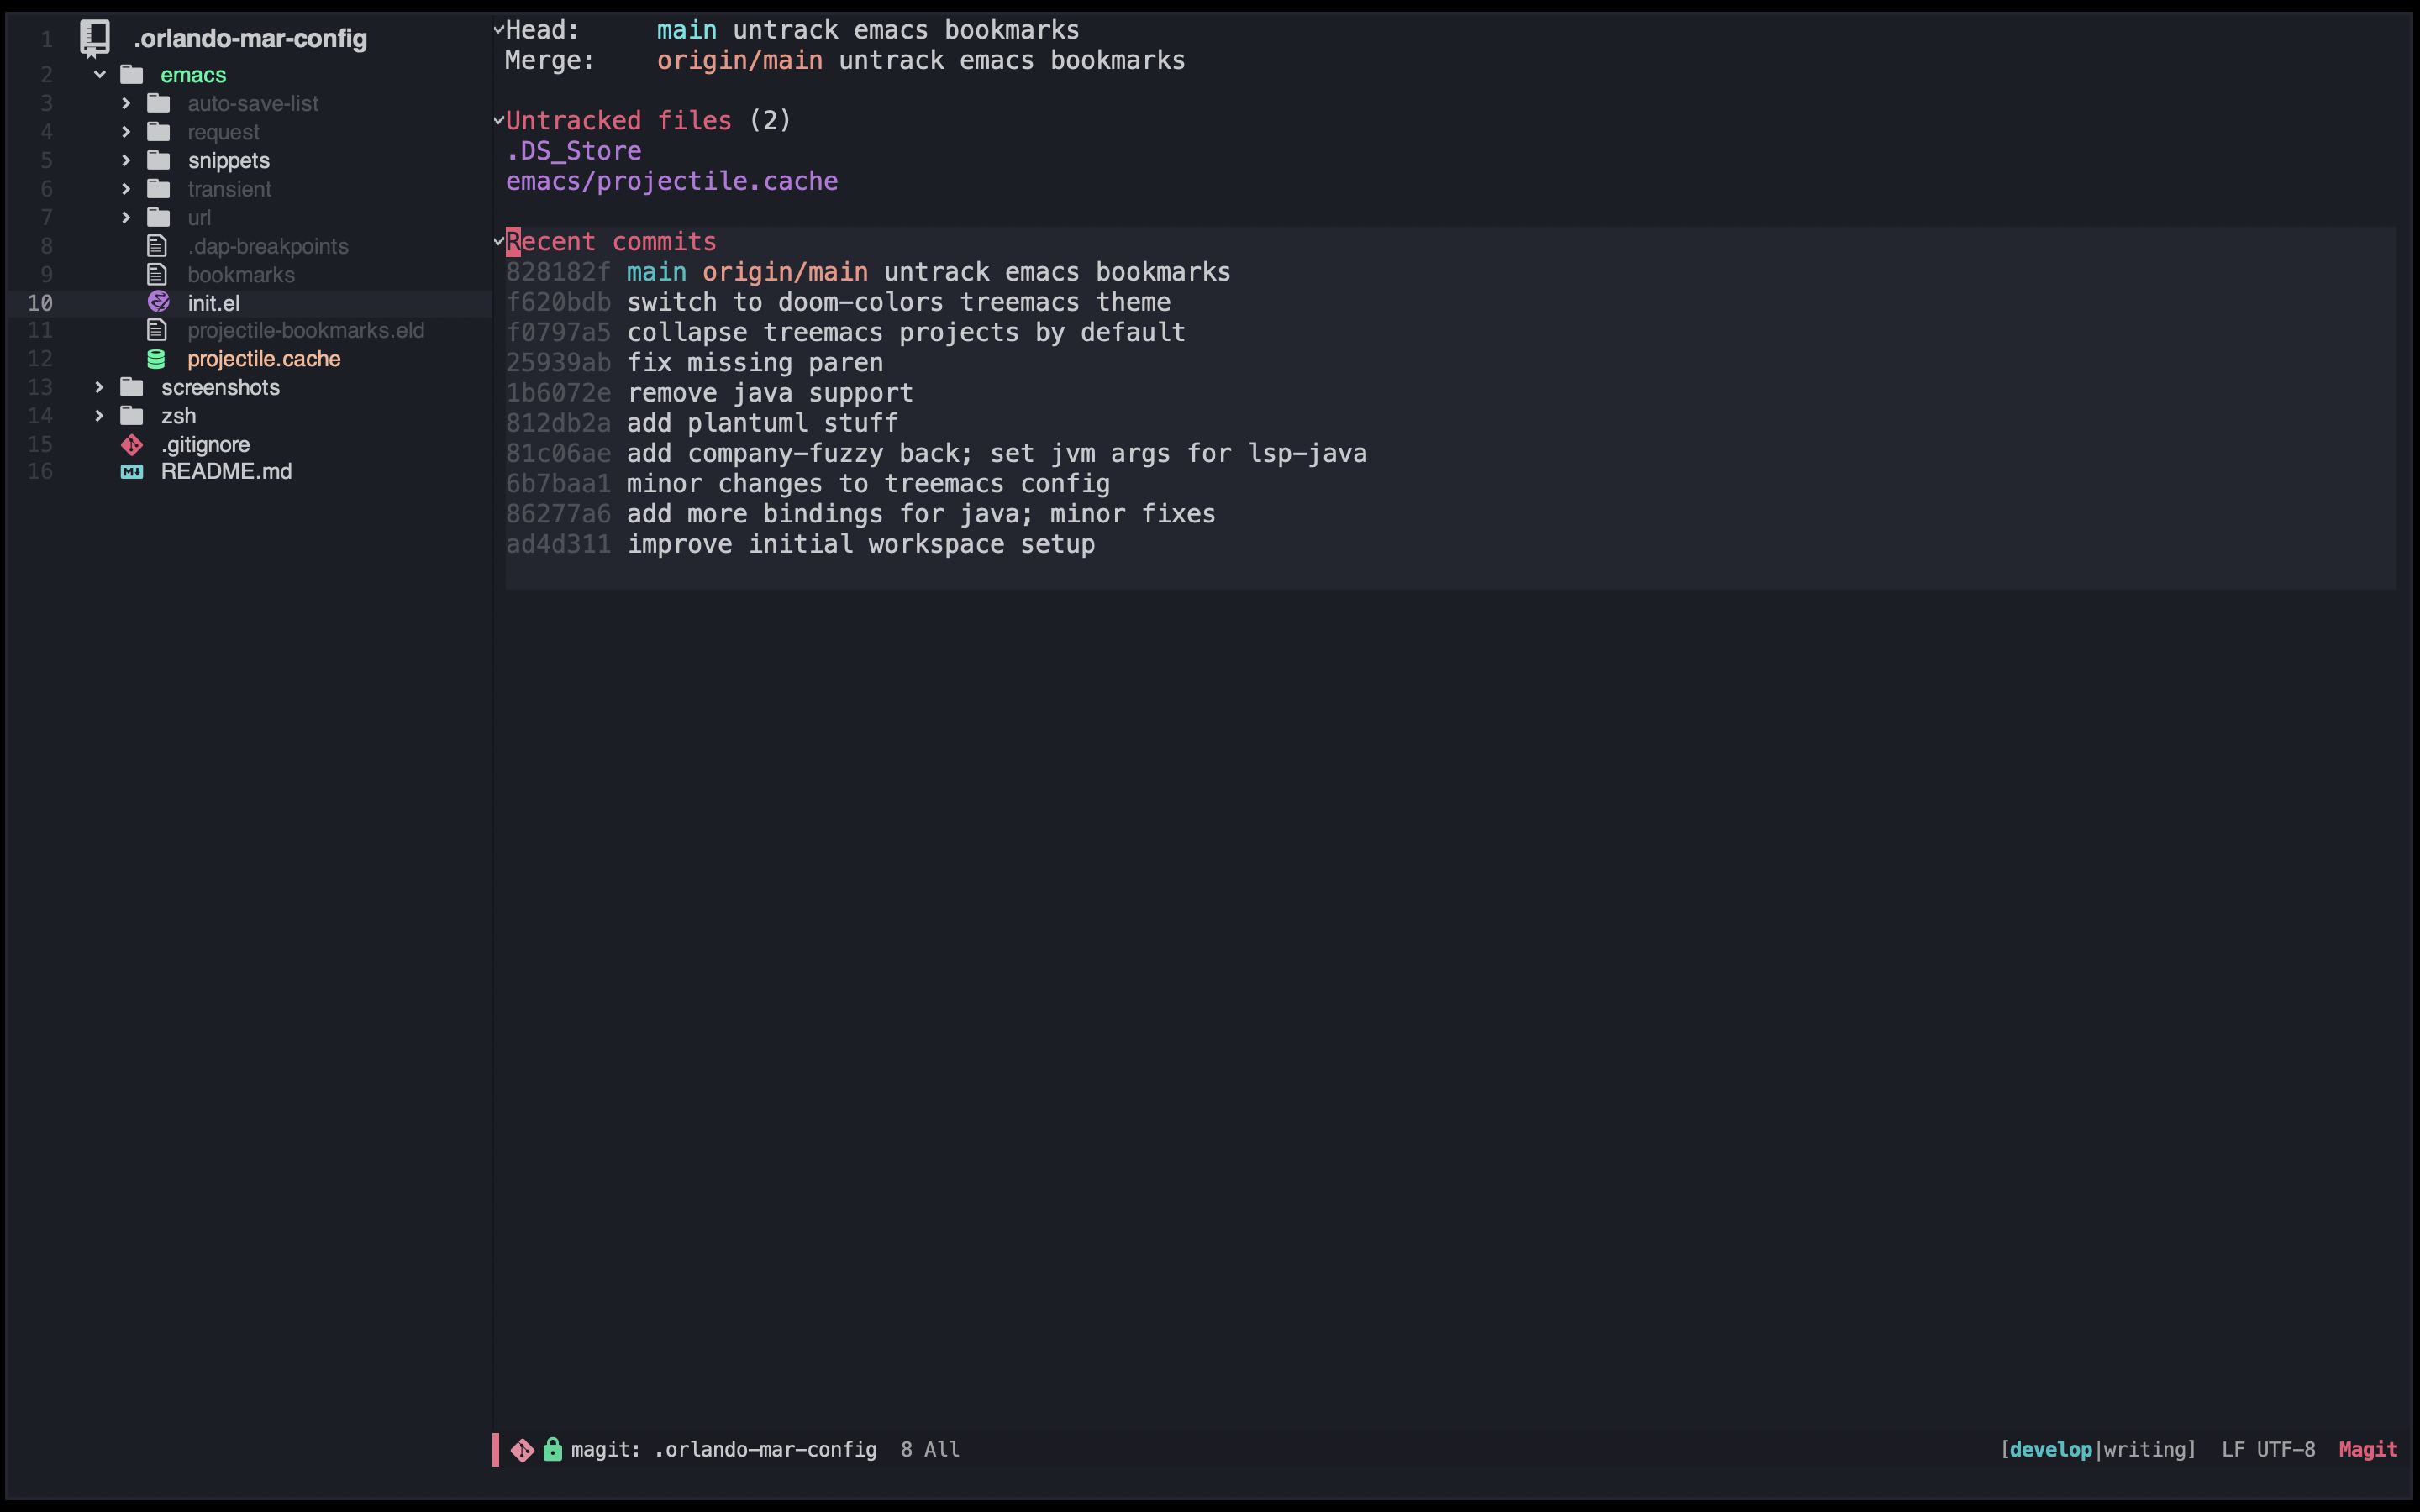 1 .orlando-mar-config
2 emacs
3 auto-save-list
4 request
5 snippets
6 transient
7 url
8 .dap-breakpoints
9 bookmarks
10 init.el
11 projectile-bookmarks.eld
12 projectile.cache
13 screenshots
14 zsh
15 .gitignore
16 README.md
Head: main untrack emacs bookmarks
Merge: origin/main untrack emacs bookmarks
Untracked files (2)
.DS_Store
emacs/projectile.cache
Recent commits
828182f main origin/main untrack emacs bookmarks
f620bdb switch to doom-colors treemacs theme
f0797a5 collapse treemacs projects by default
25939ab fix missing paren
1b6072e remove java support
812db2a add plantuml stuff
81c06ae add company-fuzzy back; set jvm args for lsp-java
6b7baa1 minor changes to treemacs config
86277a6 add more bindings for java; minor fixes
ad4d311 improve initial workspace setup
magit: .orlando-mar-config 8 All [develop|writing] LF UTF-8 Magit